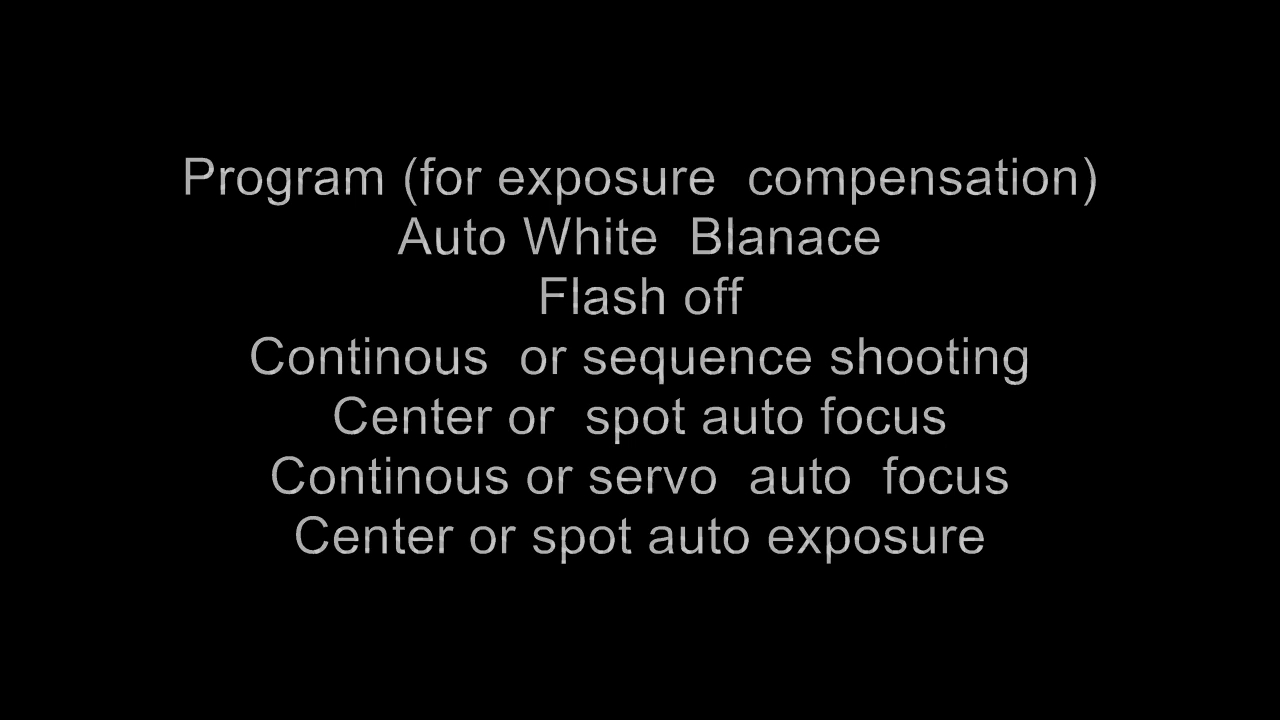 Program (for exposure compensation)
Auto White Blanace
Flash off
Continous or sequence shooting
Center or spot auto focus
Continous or servo auto focus
Center or spot auto exposure